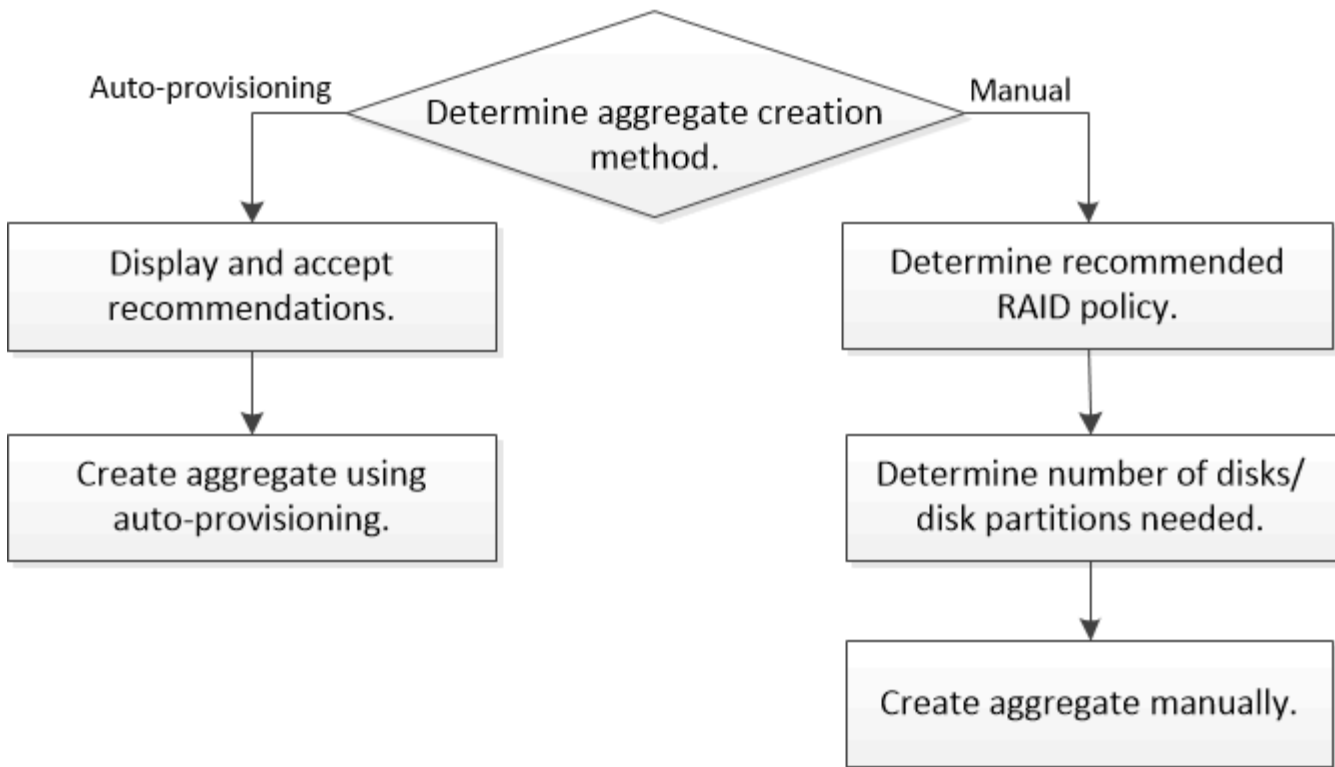 Auto-provisioning
Manual
Determine aggregate creation
method.
Display and accept
recommendations.
Determine recommended
RAID policy.
Create aggregate using
auto-provisioning.
Determine number of disks/
disk partitions needed.
Create aggregate manually.